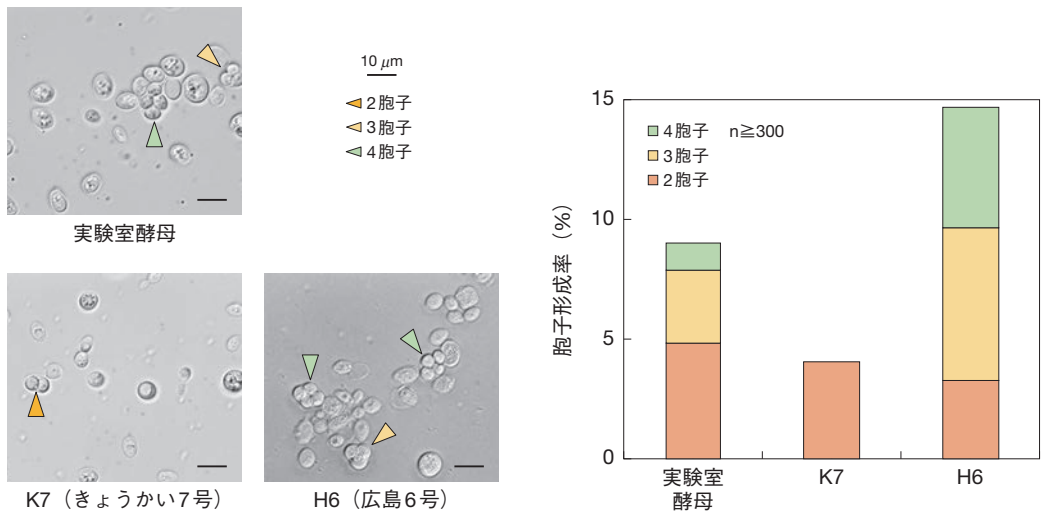 10 μm
2胞子
3胞子
4胞子
実験室酵母
K7（きょうかい7号）
H6（広島6号）
胞子形成率（%）
15
10
5
0
4胞子 n≧300
3胞子
2胞子
実験室
酵母
K7
H6